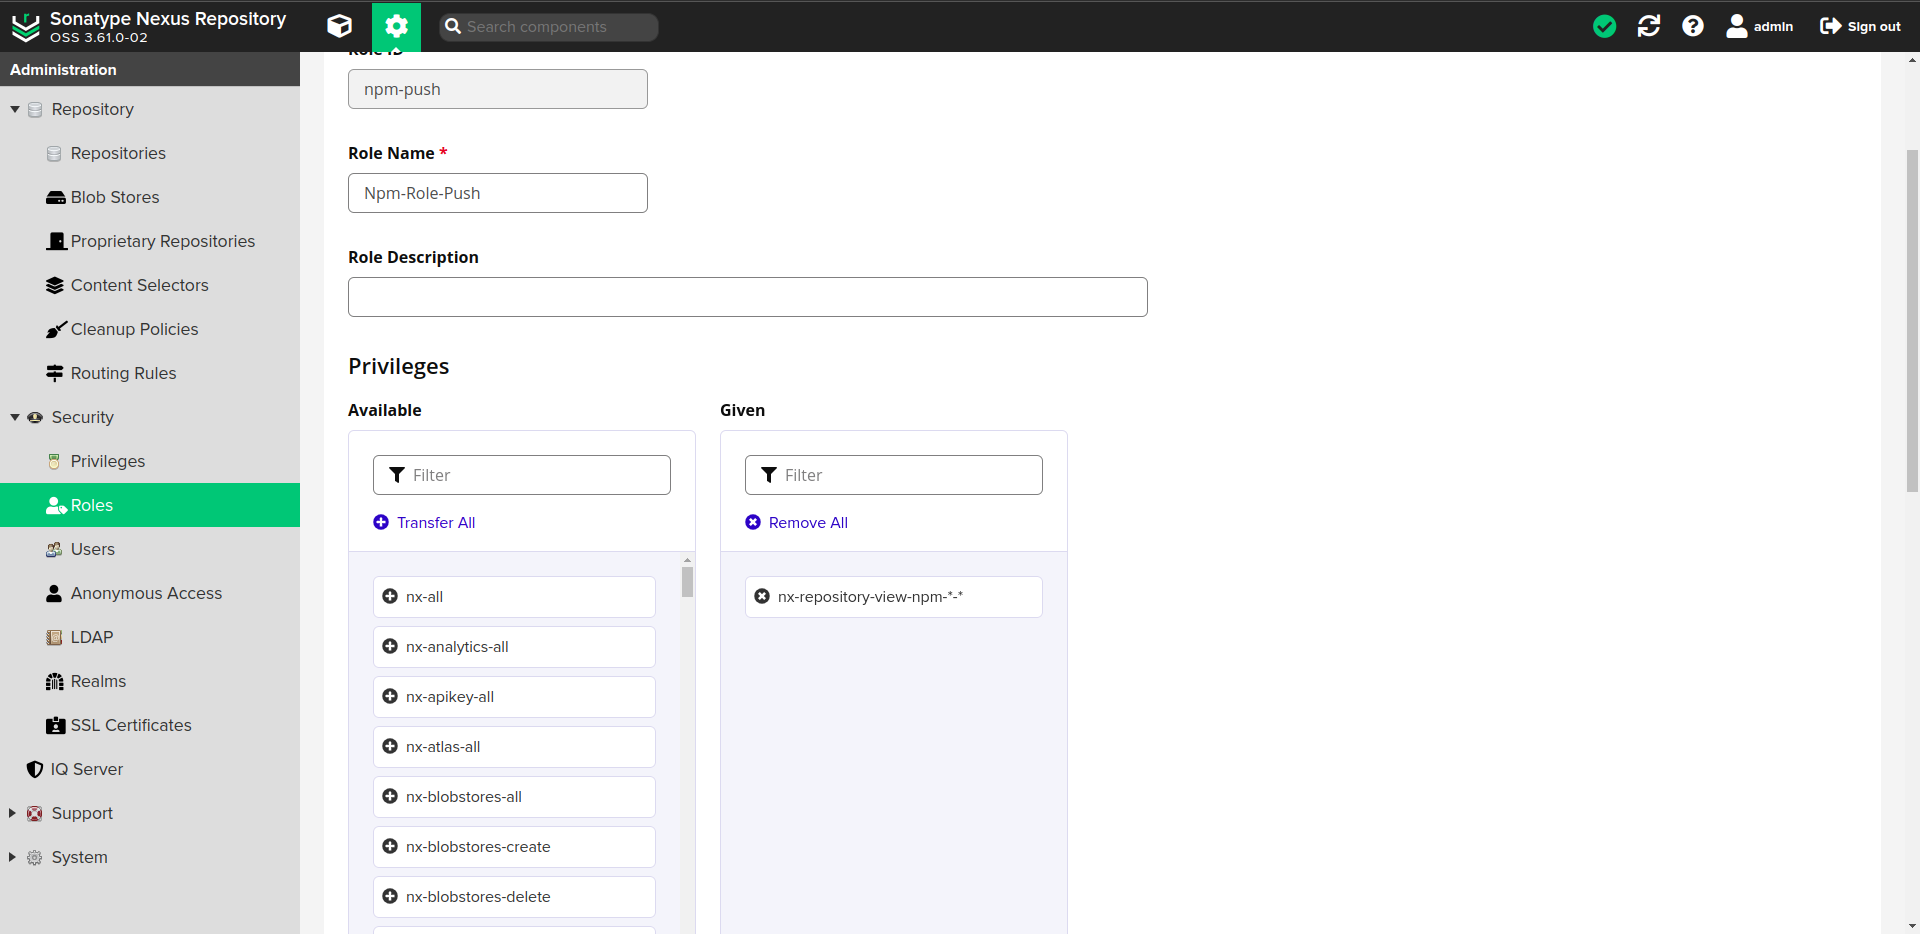 Sonatype Nexus Repository
OSS 3.61.0-02
Search components
admin
Sign out
Administration
Repository
Repositories
Blob Stores
Proprietary Repositories
Content Selectors
Cleanup Policies
Routing Rules
Security
Privileges
Roles
Users
Anonymous Access
LDAP
Realms
SSL Certificates
IQ Server
Support
System
Role ID
npm-push
Role Name *
Npm-Role-Push
Role Description
Privileges
Available
Filter
Transfer All
nx-all
nx-analytics-all
nx-apikey-all
nx-atlas-all
nx-blobstores-all
nx-blobstores-create
nx-blobstores-delete
Given
Filter
Remove All
nx-repository-view-npm-*-*